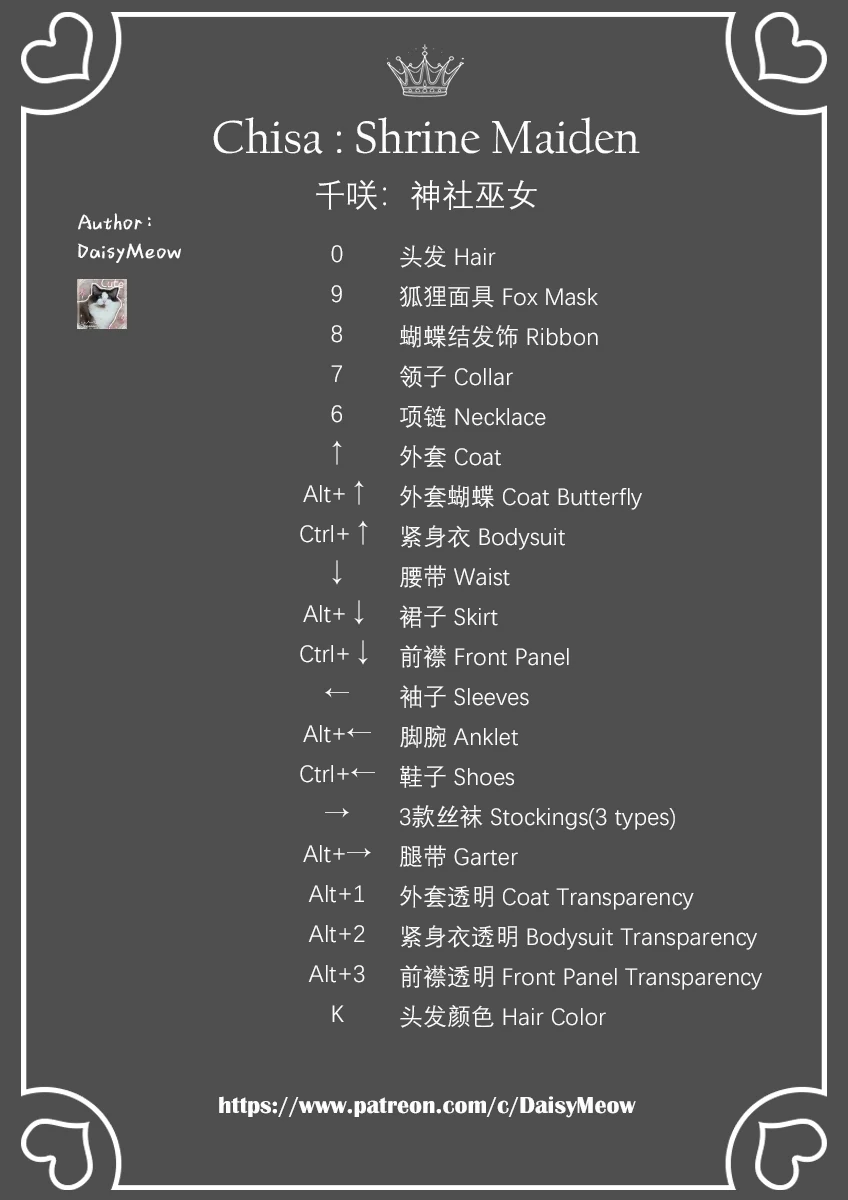 Chisa : Shrine Maiden
千咲：神社巫女
Author:
DaisyMeow
Cute
0 头发 Hair
9 狐狸面具 Fox Mask
8 蝴蝶结发饰 Ribbon
7 领子 Collar
6 项链 Necklace
↑ 外套 Coat
Alt+↑ 外套蝴蝶 Coat Butterfly
Ctrl+↑ 紧身衣 Bodysuit
↓ 腰带 Waist
Alt+↓ 裙子 Skirt
Ctrl+↓ 前襟 Front Panel
← 袖子 Sleeves
Alt+← 脚腕 Anklet
Ctrl+← 鞋子 Shoes
→ 3款丝袜 Stockings(3 types)
Alt+→ 腿带 Garter
Alt+1 外套透明 Coat Transparency
Alt+2 紧身衣透明 Bodysuit Transparency
Alt+3 前襟透明 Front Panel Transparency
K 头发颜色 Hair Color
https://www.patreon.com/c/DaisyMeow